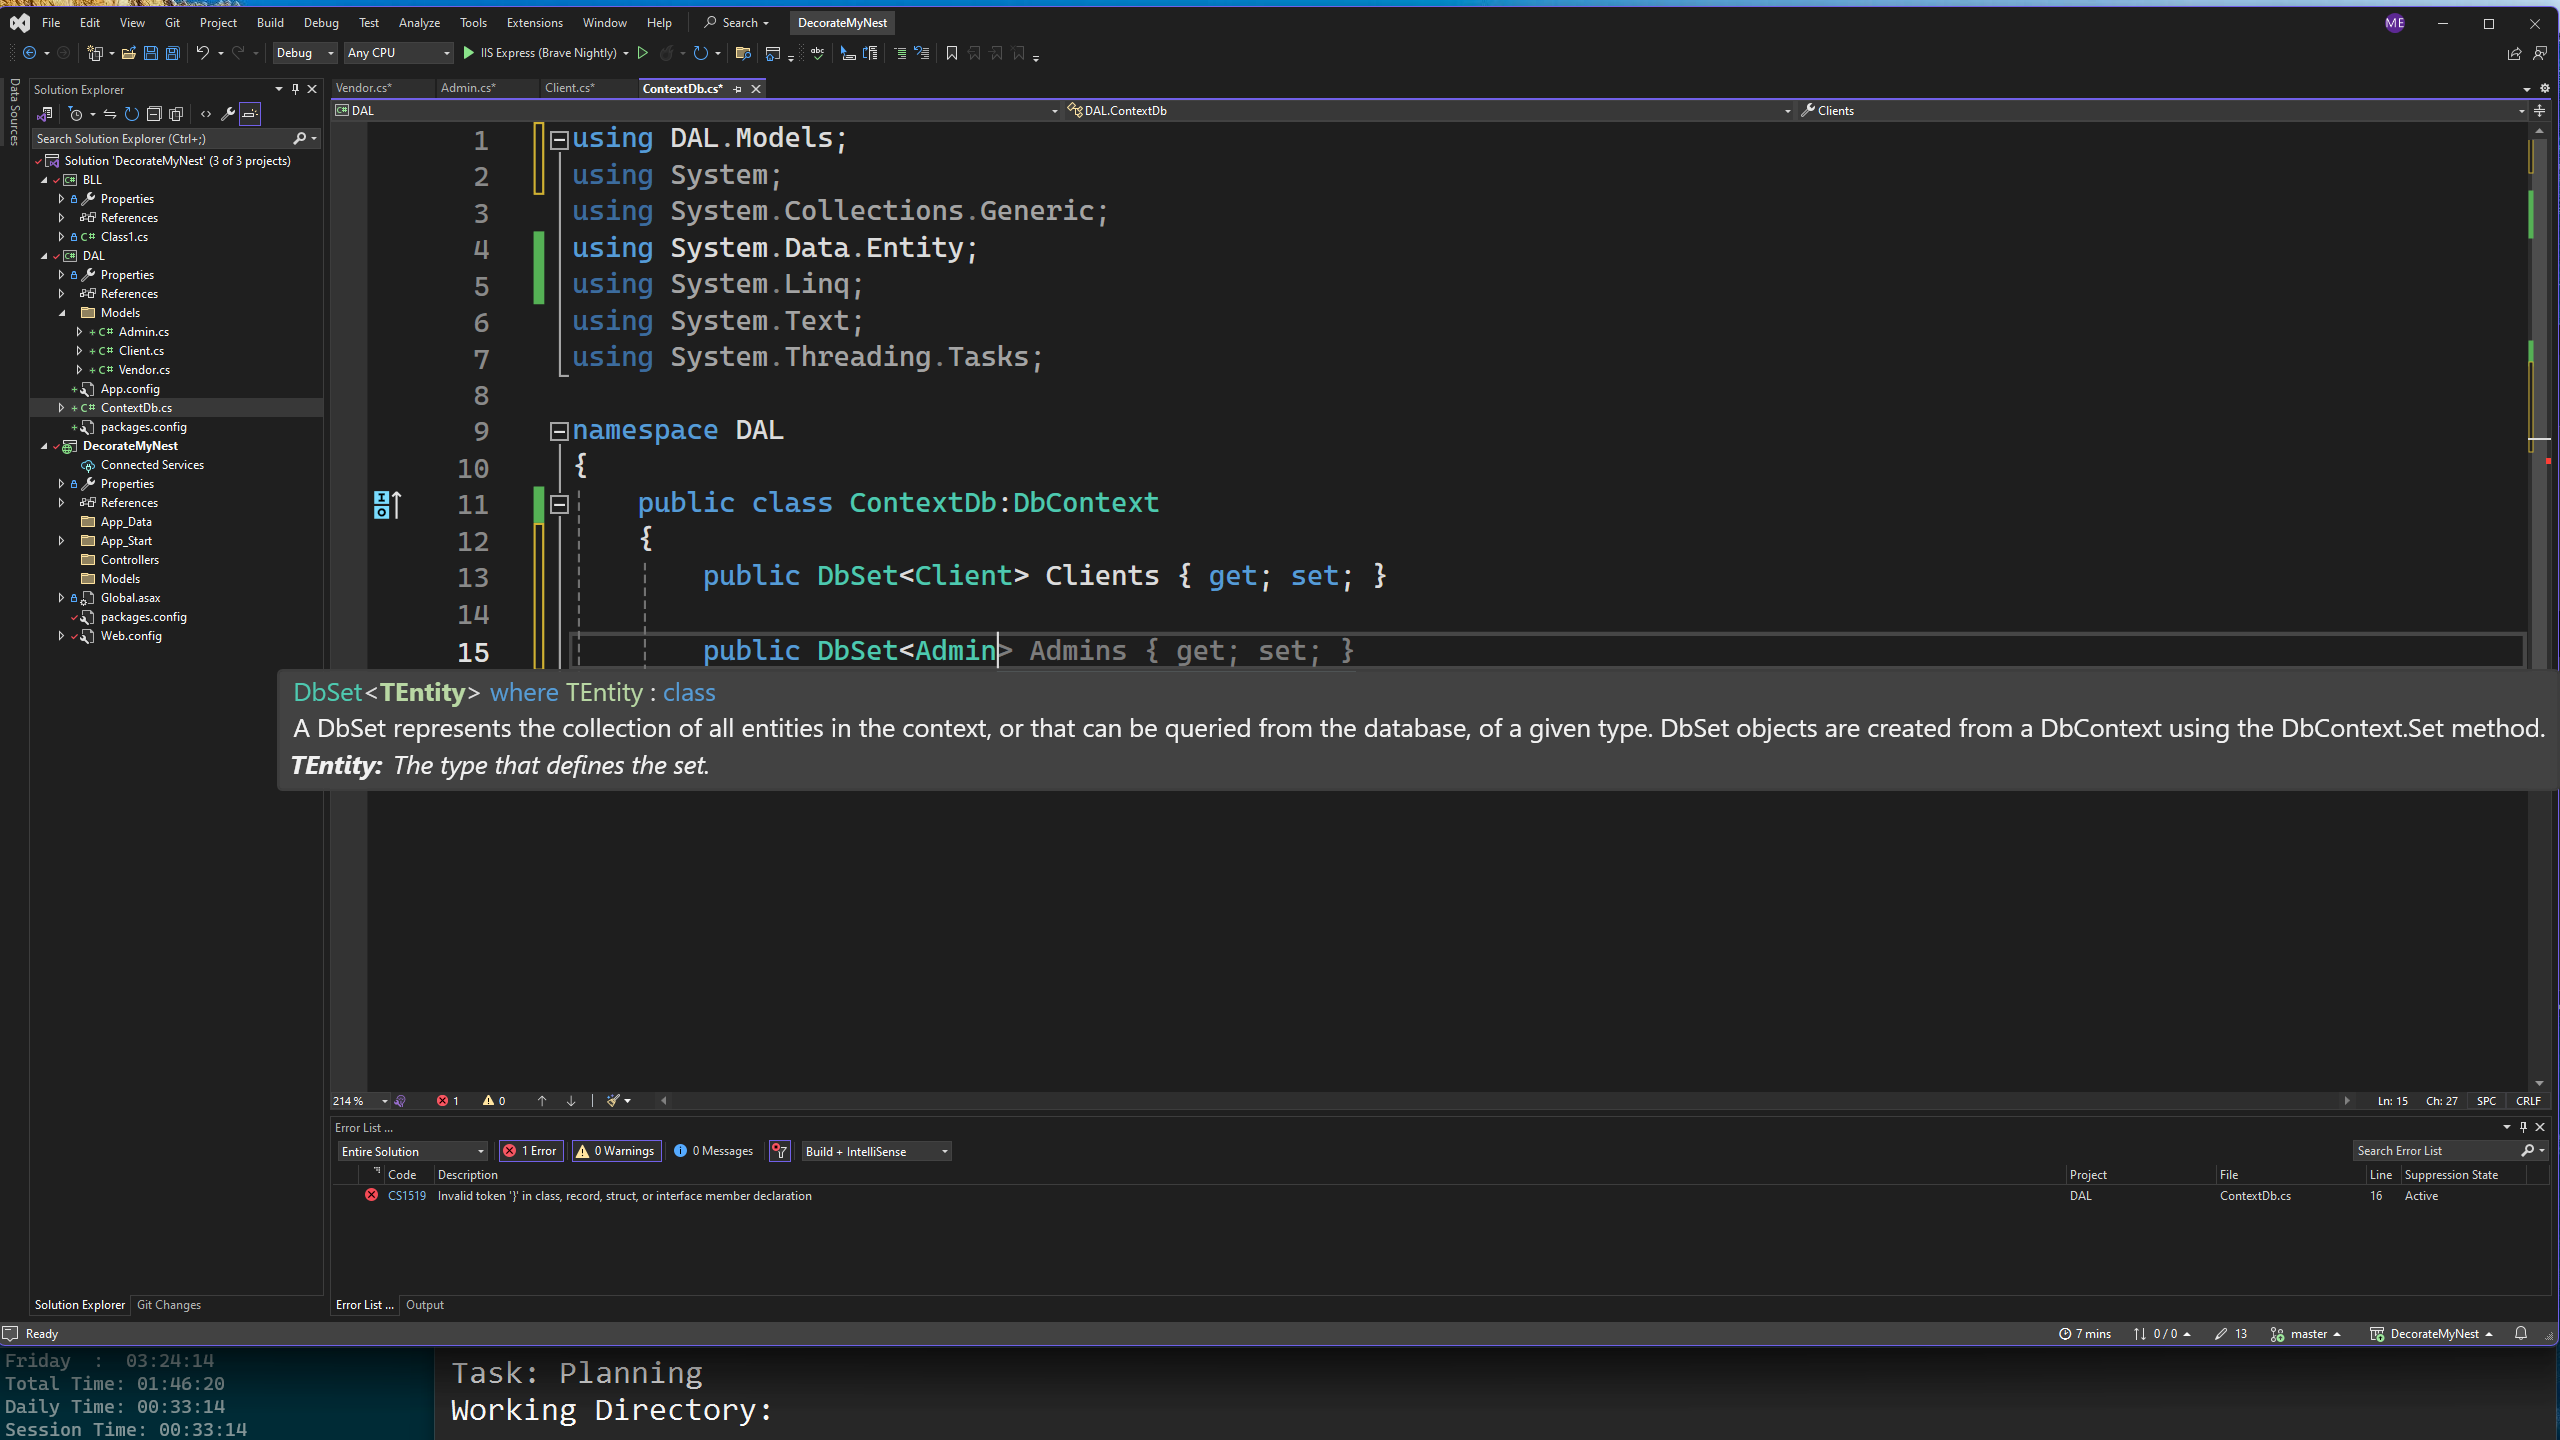 File Edit View Git Project Build Debug Test Analyze Tools Extensions Window Help Search DecorateMyNest ME
Debug Any CPU IIS Express (Brave Nightly)
Data Sources
Solution Explorer
Search Solution Explorer (Ctrl+;)
Solution 'DecorateMyNest' (3 of 3 projects)
BLL
Properties
References
C# Class1.cs
DAL
Properties
References
Models
C# Admin.cs
C# Client.cs
C# Vendor.cs
App.config
C# ContextDb.cs
packages.config
DecorateMyNest
Connected Services
Properties
References
App_Data
App_Start
Controllers
Models
Global.asax
packages.config
Web.config
Solution Explorer Git Changes
Vendor.cs* Admin.cs* Client.cs* ContextDb.cs*
DAL DAL.ContextDb Clients
1 using DAL.Models;
2 using System;
3 using System.Collections.Generic;
4 using System.Data.Entity;
5 using System.Linq;
6 using System.Text;
7 using System.Threading.Tasks;
8
9 namespace DAL
10 {
11 public class ContextDb:DbContext
12 {
13 public DbSet<Client> Clients { get; set; }
14
15 public DbSet<Admin> Admins { get; set; }
DbSet<TEntity> where TEntity : class
A DbSet represents the collection of all entities in the context, or that can be queried from the database, of a given type. DbSet objects are created from a DbContext using the DbContext.Set method.
TEntity: The type that defines the set.
214 % 1 0 Ln: 15 Ch: 27 SPC CRLF
Error List ...
Entire Solution 1 Error 0 Warnings 0 Messages Build + IntelliSense Search Error List
Code Description Project File Line Suppression State
CS1519 Invalid token '}' in class, record, struct, or interface member declaration DAL ContextDb.cs 16 Active
Error List ... Output
Ready 7 mins 0 / 0 13 master DecorateMyNest
Friday : 03:24:14
Total Time: 01:46:20
Daily Time: 00:33:14
Session Time: 00:33:14
Task: Planning
Working Directory: